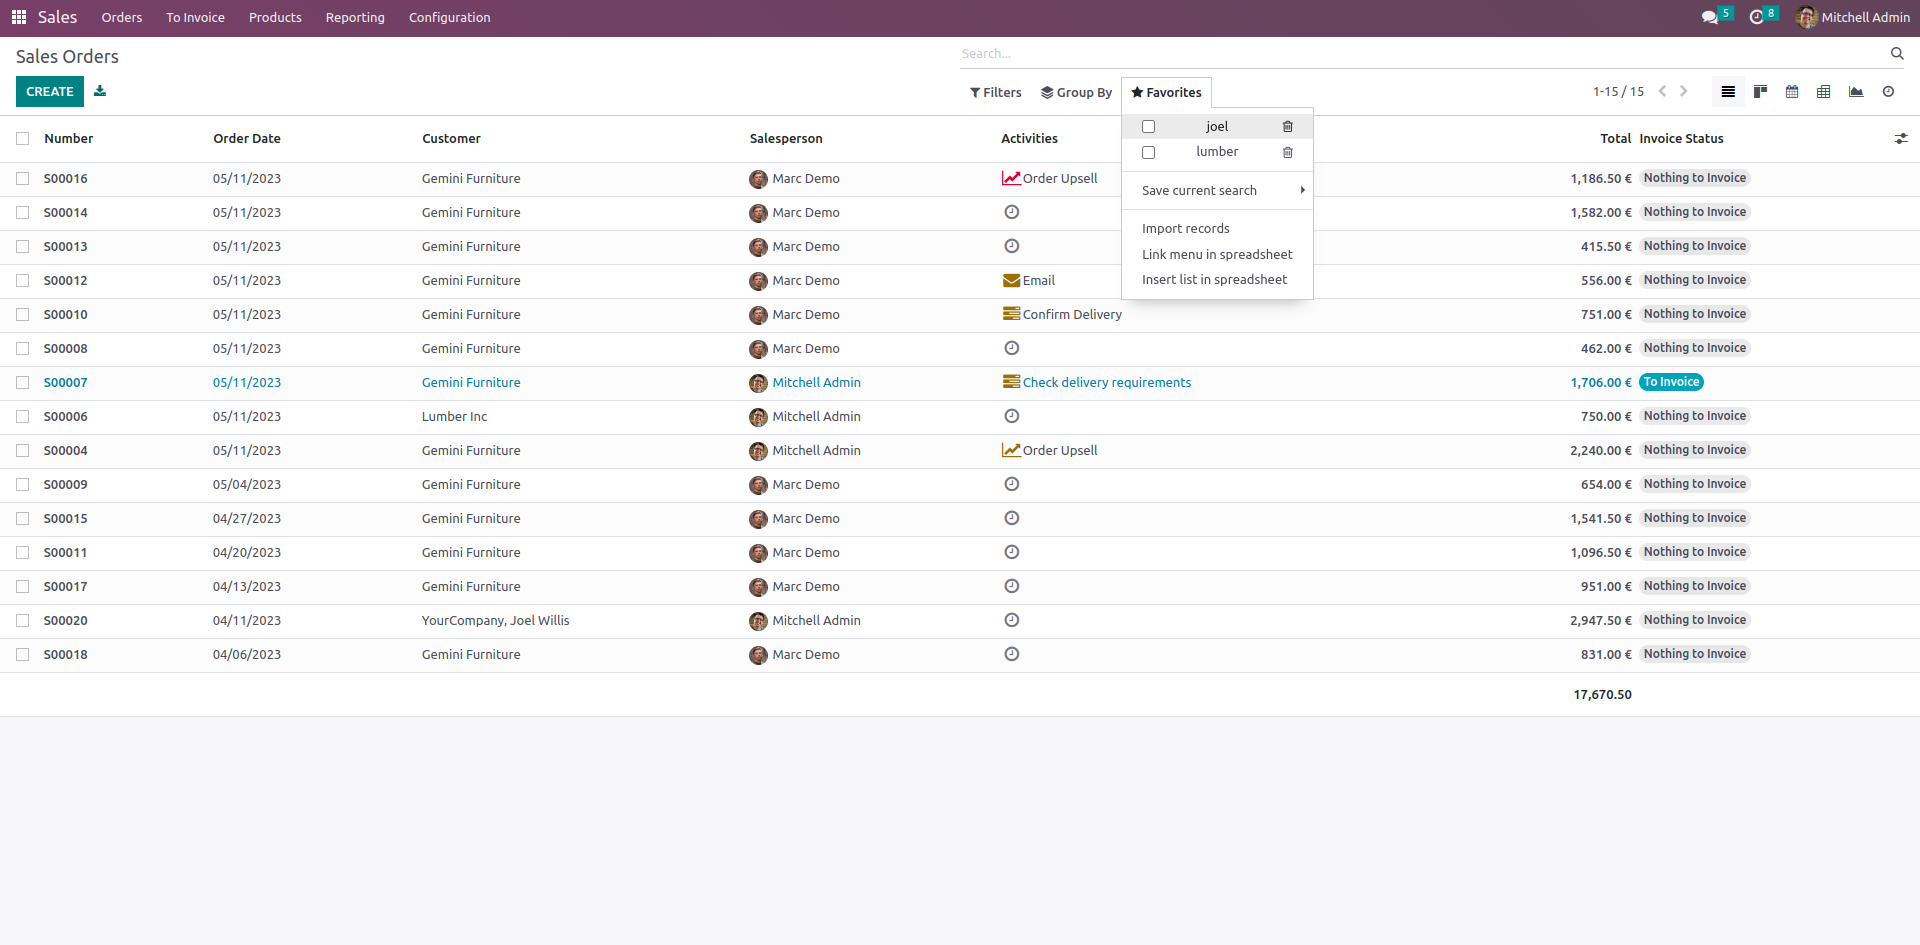 Sales Orders To Invoice Products Reporting Configuration 5 8 Mitchell Admin
Sales Orders
Search...
CREATE Filters Group By Favorites 1-15 / 15
joel
lumber
Save current search
Import records
Link menu in spreadsheet
Insert list in spreadsheet
Number Order Date Customer Salesperson Activities Total Invoice Status
S00016 05/11/2023 Gemini Furniture Marc Demo Order Upsell 1,186.50 € Nothing to Invoice
S00014 05/11/2023 Gemini Furniture Marc Demo 1,582.00 € Nothing to Invoice
S00013 05/11/2023 Gemini Furniture Marc Demo 415.50 € Nothing to Invoice
S00012 05/11/2023 Gemini Furniture Marc Demo Email 556.00 € Nothing to Invoice
S00010 05/11/2023 Gemini Furniture Marc Demo Confirm Delivery 751.00 € Nothing to Invoice
S00008 05/11/2023 Gemini Furniture Marc Demo 462.00 € Nothing to Invoice
S00007 05/11/2023 Gemini Furniture Mitchell Admin Check delivery requirements 1,706.00 € To Invoice
S00006 05/11/2023 Lumber Inc Mitchell Admin 750.00 € Nothing to Invoice
S00004 05/11/2023 Gemini Furniture Mitchell Admin Order Upsell 2,240.00 € Nothing to Invoice
S00009 05/04/2023 Gemini Furniture Marc Demo 654.00 € Nothing to Invoice
S00015 04/27/2023 Gemini Furniture Marc Demo 1,541.50 € Nothing to Invoice
S00011 04/20/2023 Gemini Furniture Marc Demo 1,096.50 € Nothing to Invoice
S00017 04/13/2023 Gemini Furniture Marc Demo 951.00 € Nothing to Invoice
S00020 04/11/2023 YourCompany, Joel Willis Mitchell Admin 2,947.50 € Nothing to Invoice
S00018 04/06/2023 Gemini Furniture Marc Demo 831.00 € Nothing to Invoice
17,670.50